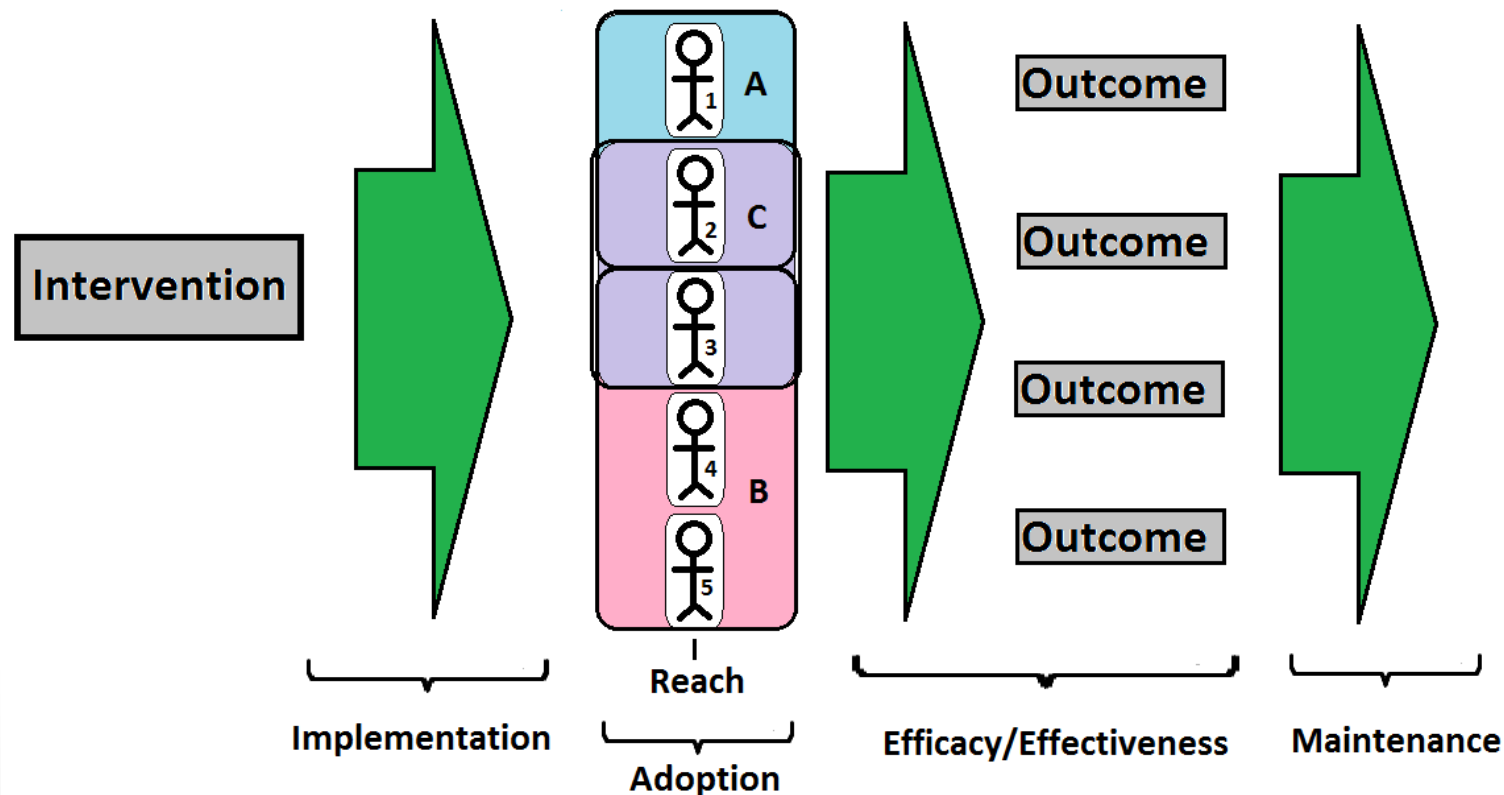 Intervention
1
A
2
C
3
4
B
5
Outcome
Outcome
Outcome
Outcome
Reach
Implementation
Adoption
Efficacy/Effectiveness
Maintenance